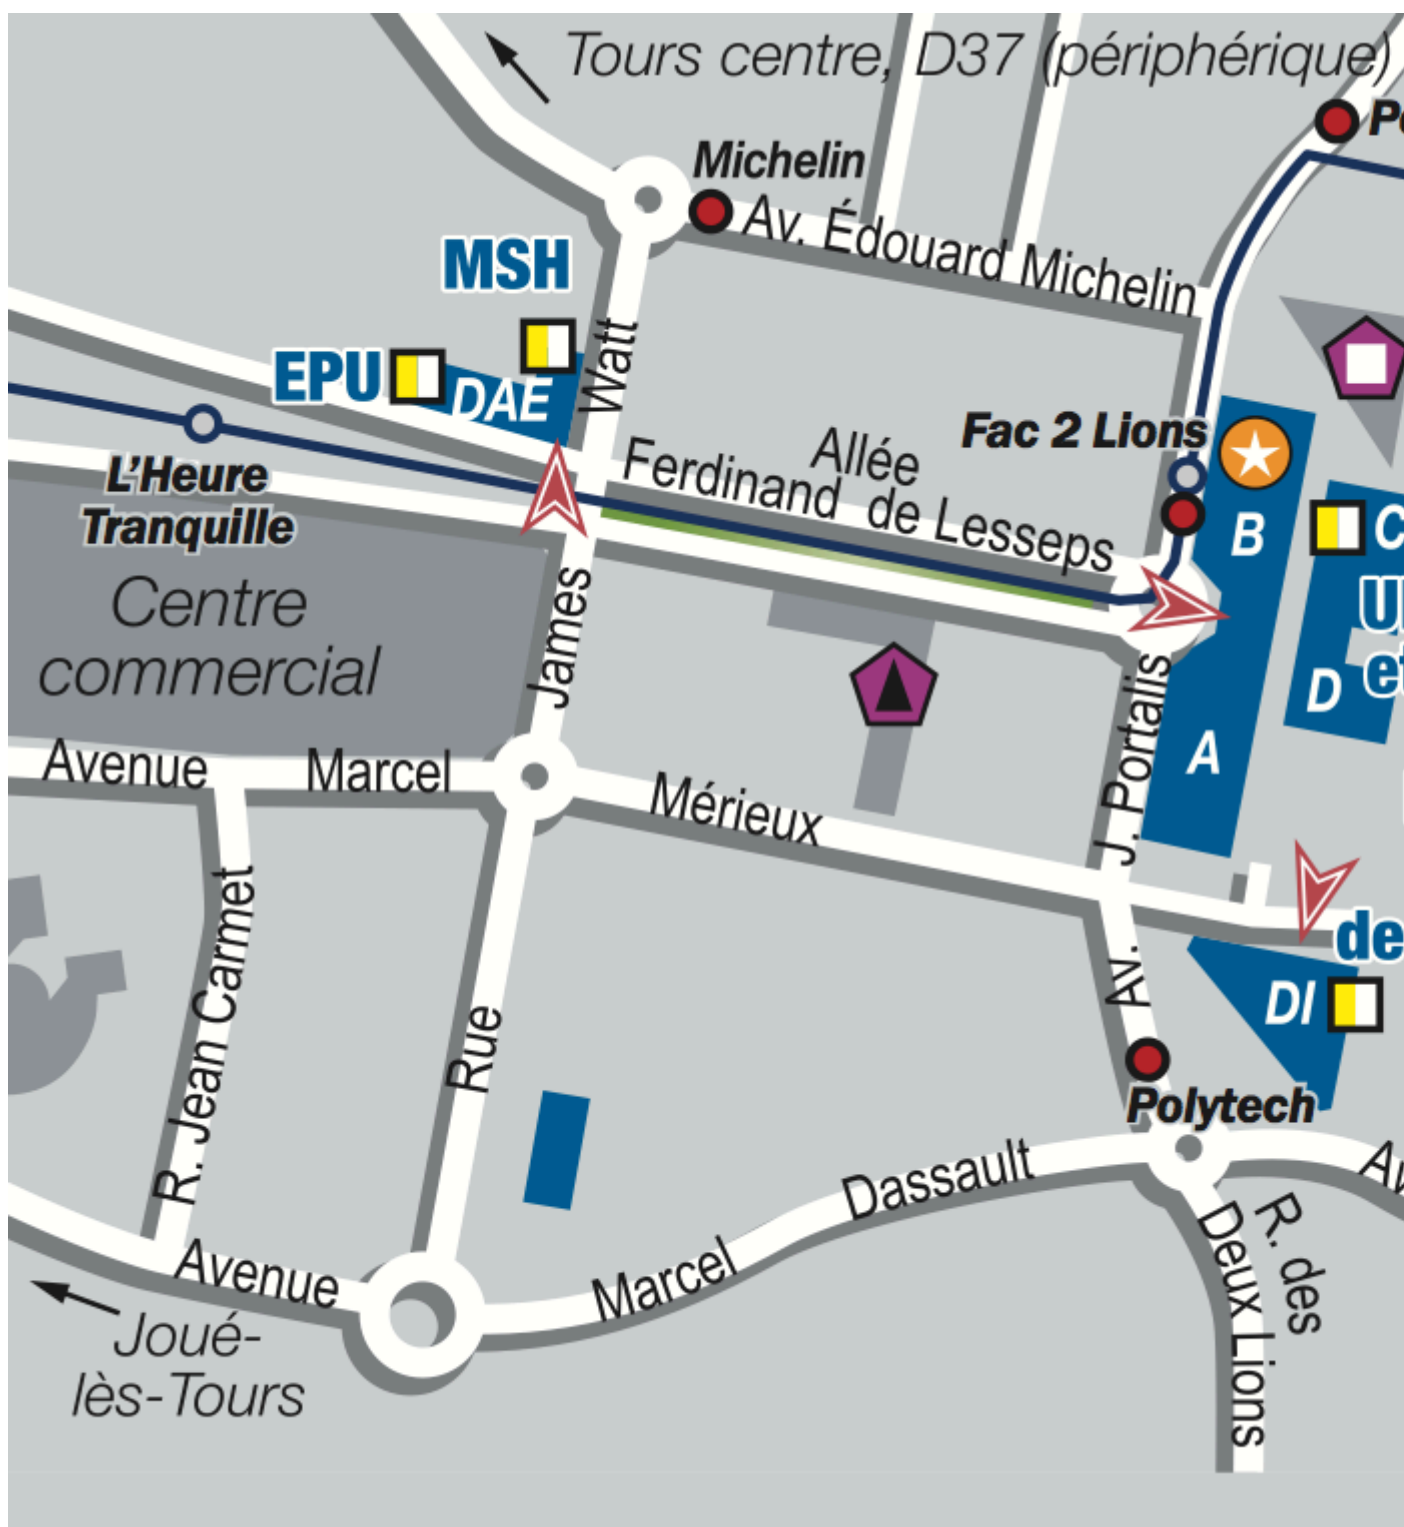 Tours centre, D37 (périphérique)
Michelin
Av. Édouard Michelin
MSH
Watt
EPU
DAE
Fac 2 Lions
Allée
Ferdinand de Lesseps
L'Heure
Tranquille
B
C
Centre
commercial
James
D
J. Portalis
A
Avenue Marcel Mérieux
R. Jean Carmet
de
Av.
DI
Rue
Polytech
Avenue Marcel Dassault
R. des
Deux Lions
Joué-
lès-Tours